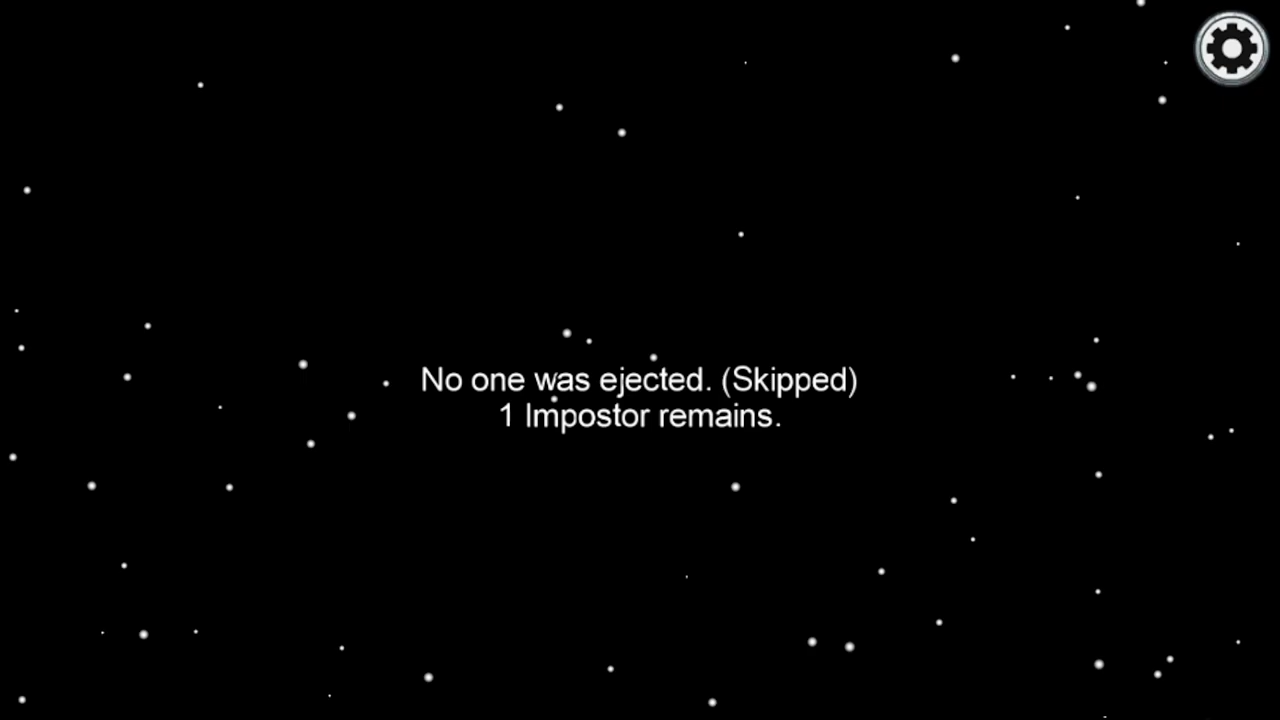 No one was ejected. (Skipped)
1 Impostor remains.